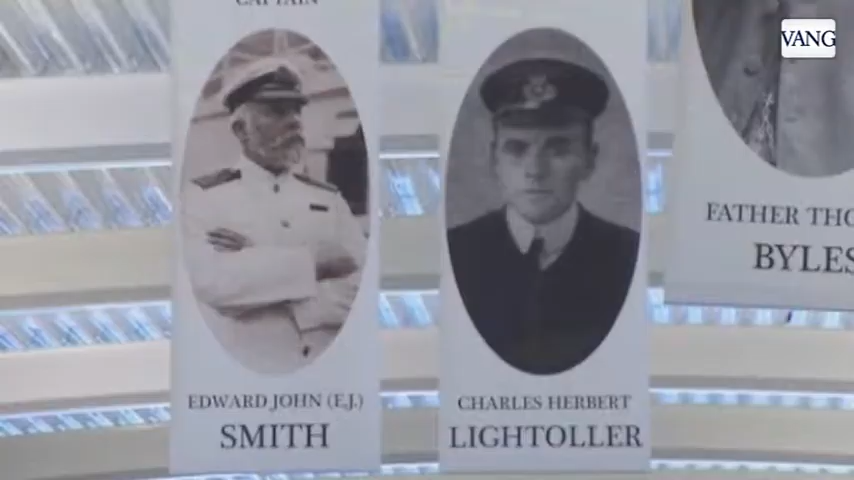 CAPTAIN
VANG
EDWARD JOHN (E.J.)
SMITH
CHARLES HERBERT
LIGHTOLLER
FATHER THO
BYLES